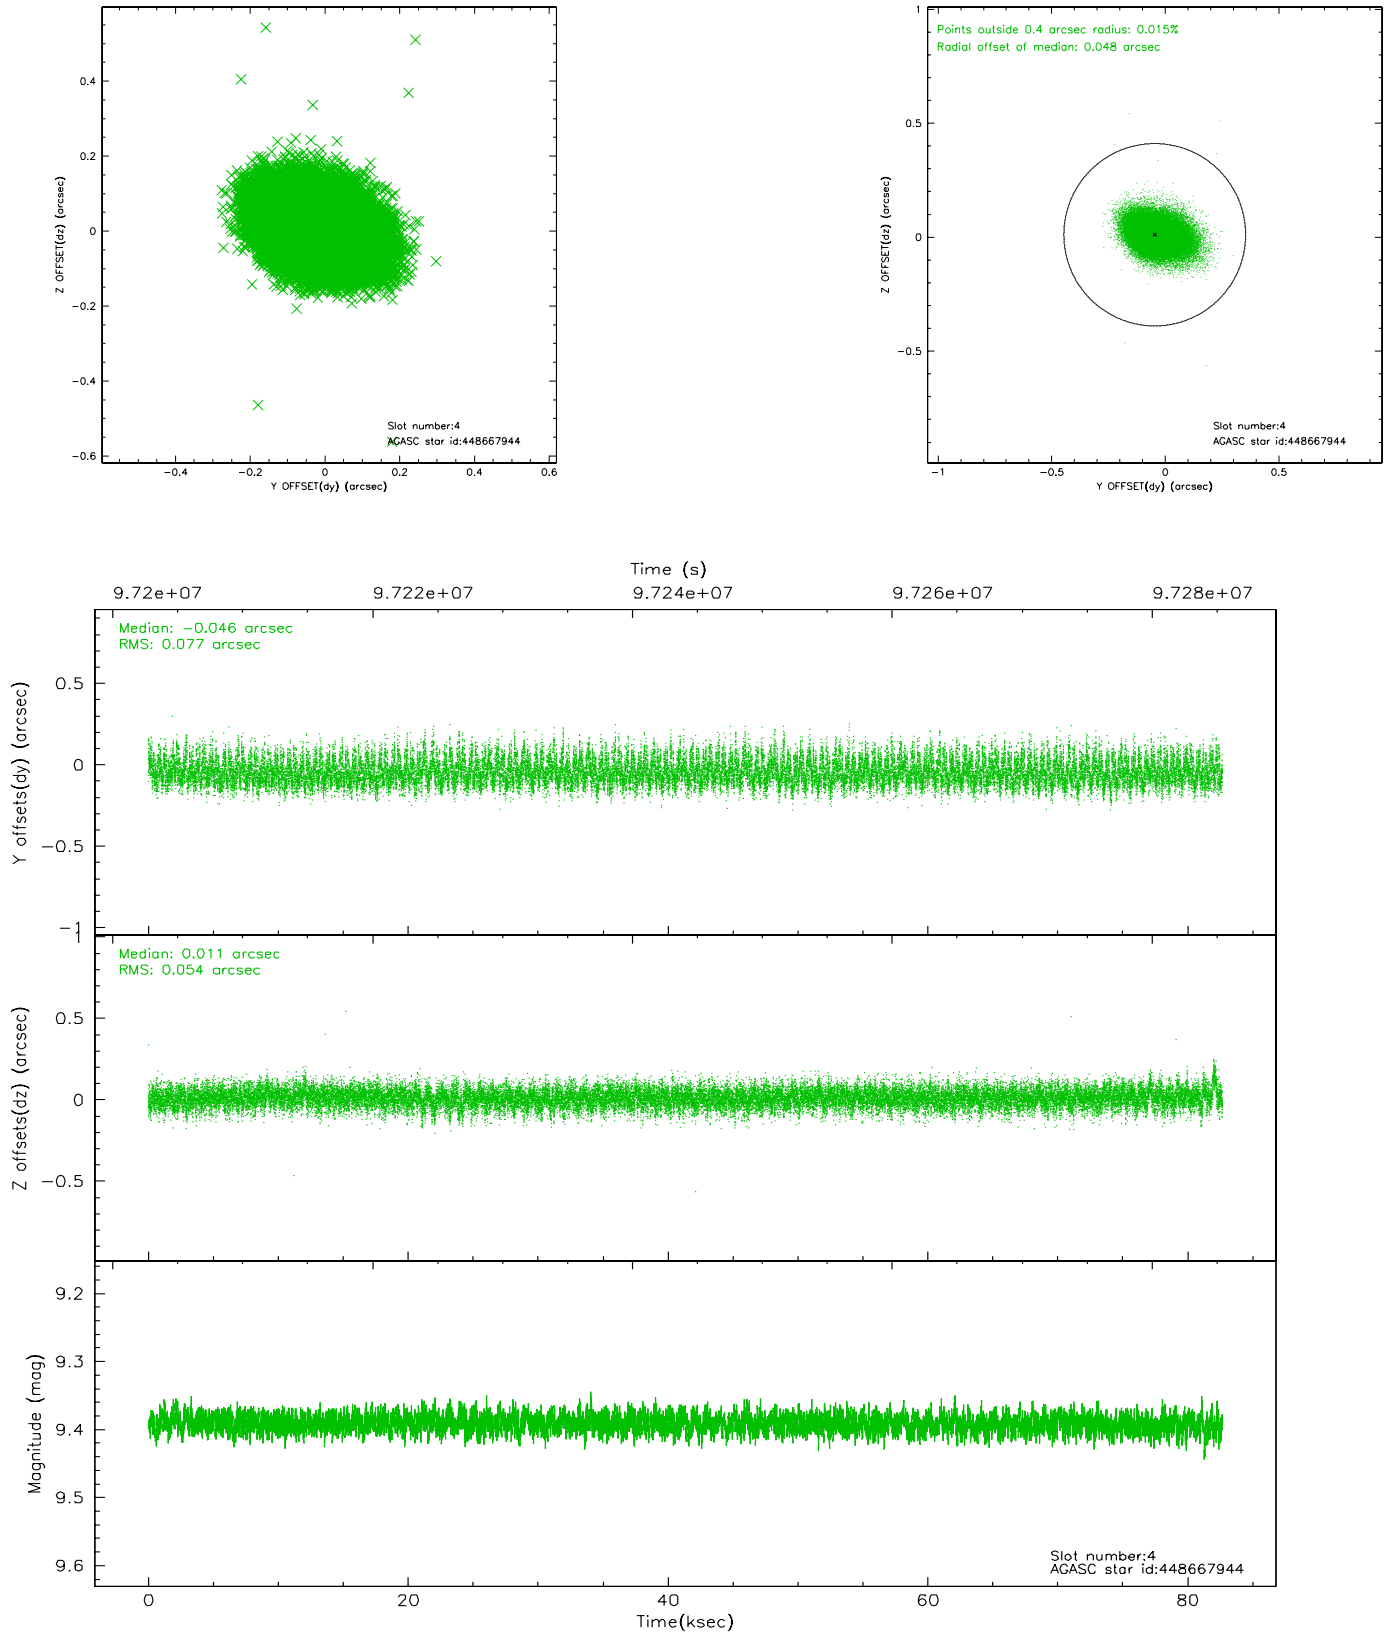 0.4
0.2
0
−0.2
−0.4
−0.6
−0.4
−0.2
0
0.2
0.4
0.6
Z OFFSET(dz) (arcsec)
Y OFFSET(dy) (arcsec)
Slot number:4
AGASC star id:448667944
Points outside 0.4 arcsec radius: 0.015%
Radial offset of median: 0.048 arcsec
1
0.5
0
−0.5
−1
−0.5
0
0.5
Z OFFSET(dz) (arcsec)
Y OFFSET(dy) (arcsec)
Slot number:4
AGASC star id:448667944
Time (s)
9.72e+07 9.722e+07 9.724e+07 9.726e+07 9.728e+07
Median: −0.046 arcsec
RMS: 0.077 arcsec
0.5
0
−0.5
−1
Y offsets(dy) (arcsec)
Median: 0.011 arcsec
RMS: 0.054 arcsec
1
0.5
0
−0.5
Z offsets(dz) (arcsec)
9.2
9.3
9.4
9.5
9.6
Magnitude (mag)
Slot number:4
AGASC star id:448667944
0 20 40 60 80
Time(ksec)